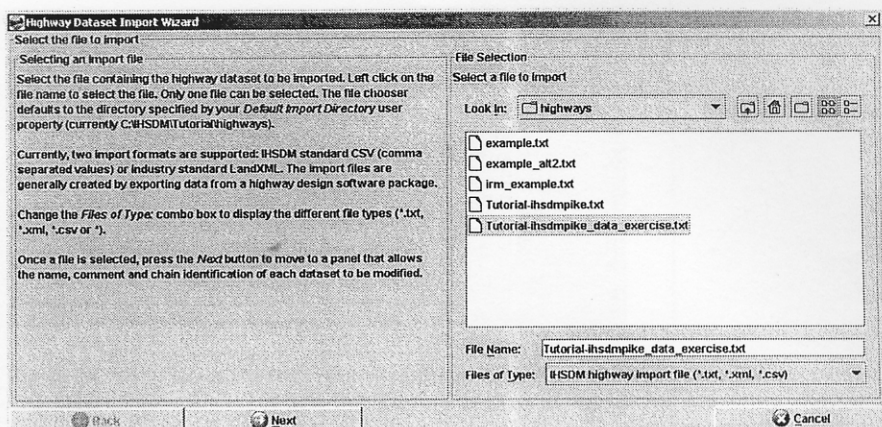 Highway Dataset Import Wizard
Select the file to import
Selecting an import file
Select the file containing the highway dataset to be imported. Left click on the
file name to select the file. Only one file can be selected. The file chooser
defaults to the directory specified by your Default Import Directory user
property (currently C:\IHSDM\Tutorial\highways).
Currently, two import formats are supported: IHSDM standard CSV (comma
separated values) or industry standard LandXML. The import files are
generally created by exporting data from a highway design software package.
Change the Files of Type: combo box to display the different file types (*.txt,
*.xml, *.csv or *).
Once a file is selected, press the Next button to move to a panel that allows
the name, comment and chain identification of each dataset to be modified.
File Selection
Select a file to import
Look In: highways
example.txt
example_alt2.txt
irm_example.txt
Tutorial-ihsdmpike.txt
Tutorial-ihsdmpike_data_exercise.txt
File Name: Tutorial-ihsdmpike_data_exercise.txt
Files of Type: IHSDM highway import file (*.txt, *.xml, *.csv)
Back
Next
Cancel